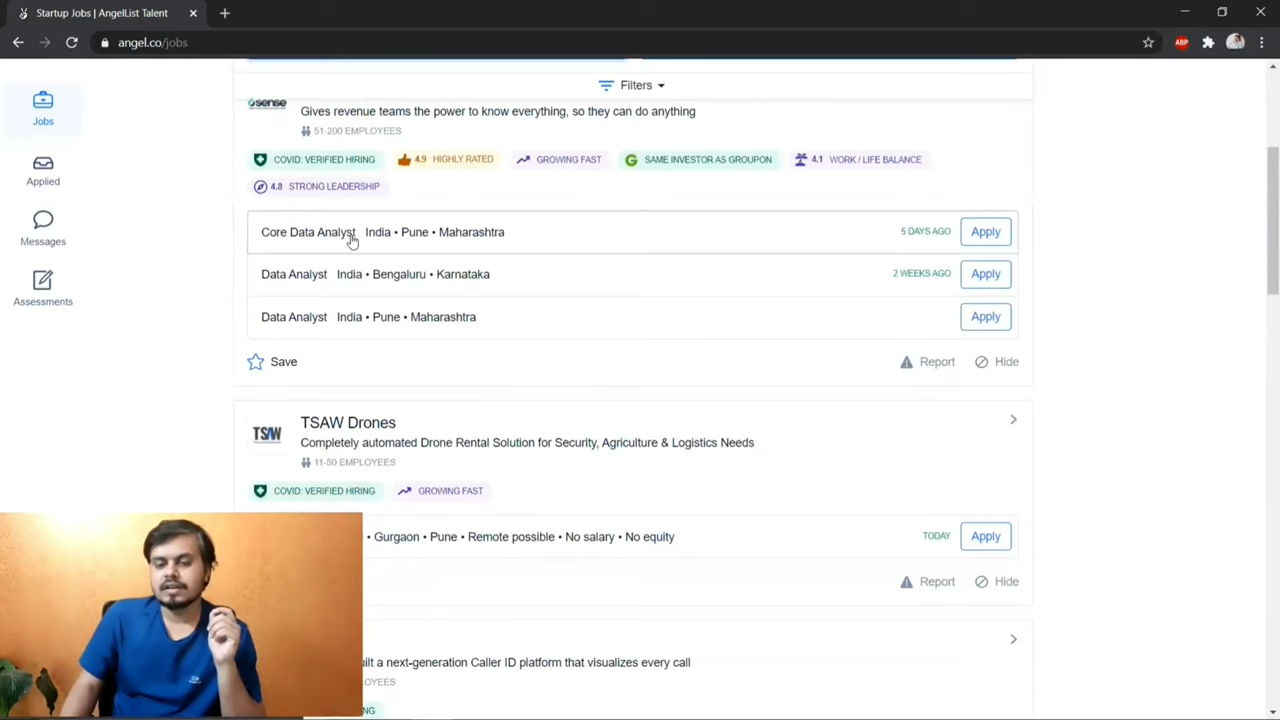 Startup Jobs | AngelList Talent
angel.co/jobs
ABP
Filters
Jobs
Applied
Messages
Assessments
sense
Gives revenue teams the power to know everything, so they can do anything
51-200 EMPLOYEES
COVID: VERIFIED HIRING 4.9 HIGHLY RATED GROWING FAST G SAME INVESTOR AS GROUPON 4.1 WORK / LIFE BALANCE
4.8 STRONG LEADERSHIP
Core Data Analyst India • Pune • Maharashtra 5 DAYS AGO Apply
Data Analyst India • Bengaluru • Karnataka 2 WEEKS AGO Apply
Data Analyst India • Pune • Maharashtra Apply
Save Report Hide
TSAW TSAW Drones
Completely automated Drone Rental Solution for Security, Agriculture & Logistics Needs
11-50 EMPLOYEES
COVID: VERIFIED HIRING GROWING FAST
• Gurgaon • Pune • Remote possible • No salary • No equity TODAY Apply
Report Hide
a next-generation Caller ID platform that visualizes every call